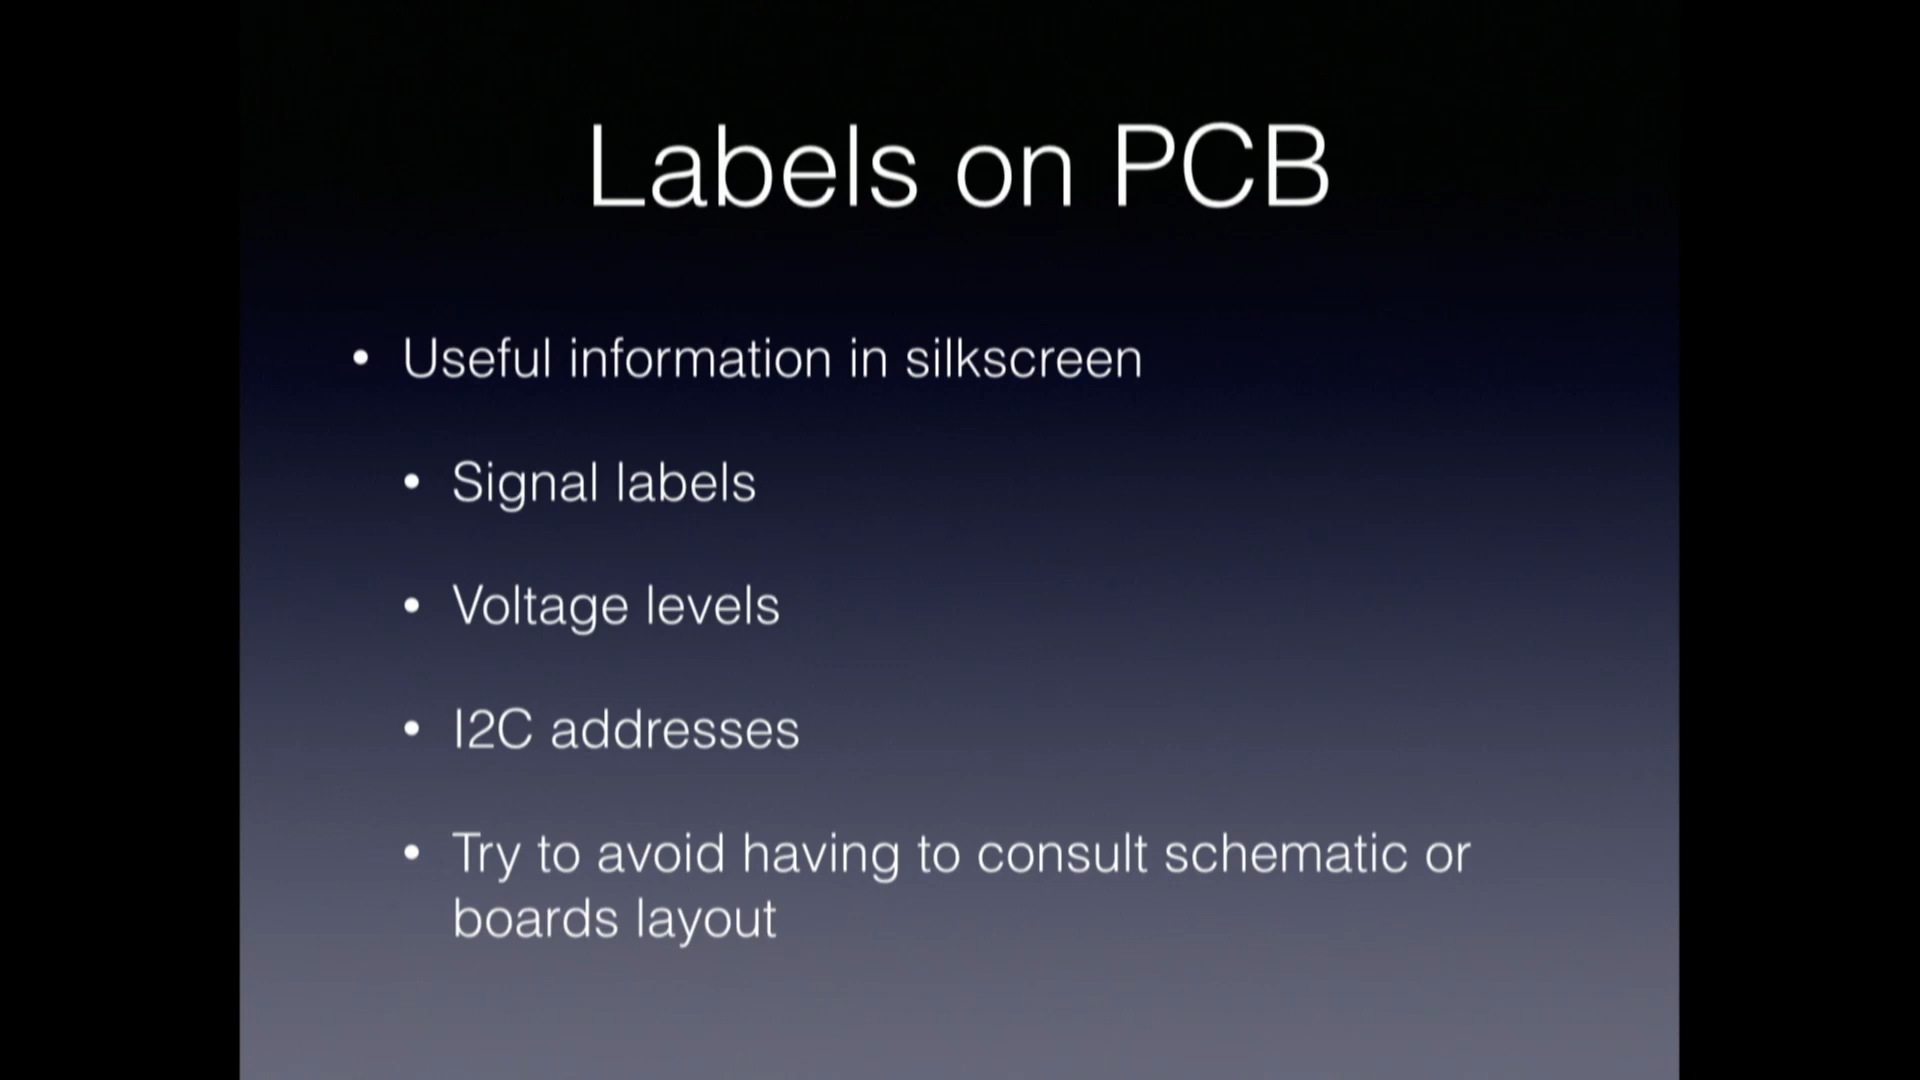 Labels on PCB
• Useful information in silkscreen
• Signal labels
• Voltage levels
• I2C addresses
• Try to avoid having to consult schematic or
boards layout